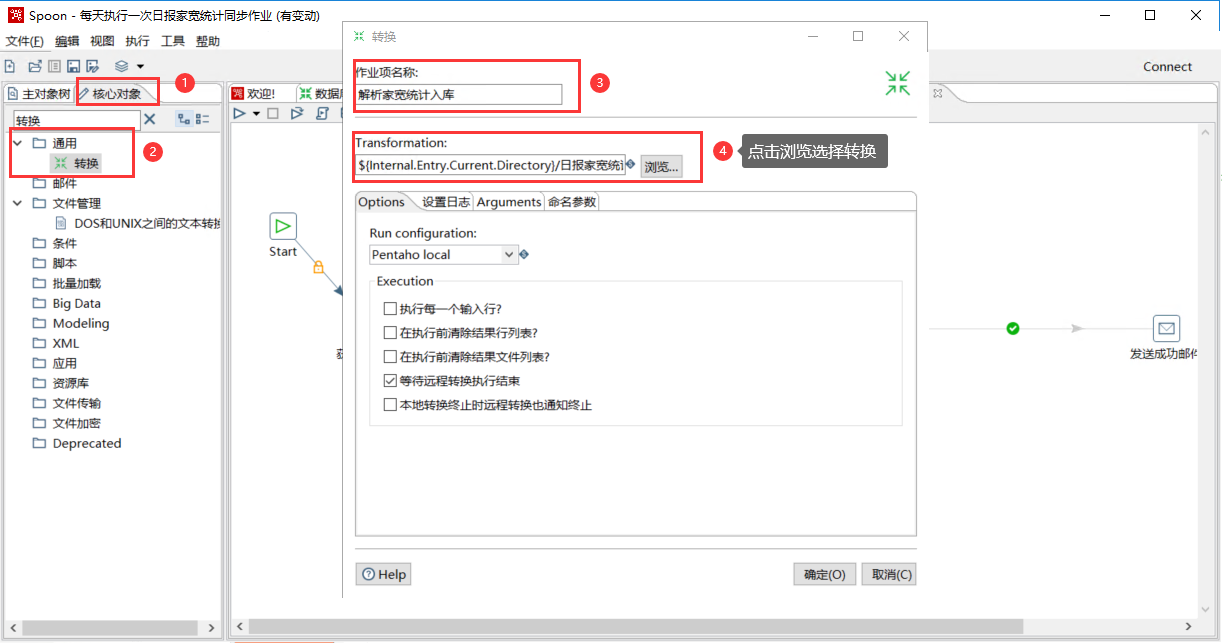 Spoon - 每天执行一次日报家宽统计同步作业 (有变动)
文件(F) 编辑 视图 执行 工具 帮助
Connect
主对象树 核心对象
1
转换
通用
转换
2
邮件
文件管理
DOS和UNIX之间的文本转换
条件
脚本
批量加载
Big Data
Modeling
XML
应用
资源库
文件传输
文件加密
Deprecated
欢迎!
数据
Start
发送成功邮件
转换
作业项名称:
解析家宽统计入库
3
Transformation:
${Internal.Entry.Current.Directory}/日报家宽统
浏览...
4
点击浏览选择转换
Options 设置日志 Arguments 命名参数
Run configuration:
Pentaho local
Execution
执行每一个输入行?
在执行前清除结果行列表?
在执行前清除结果文件列表?
等待远程转换执行结束
本地转换终止时远程转换也通知终止
Help
确定(O)
取消(C)